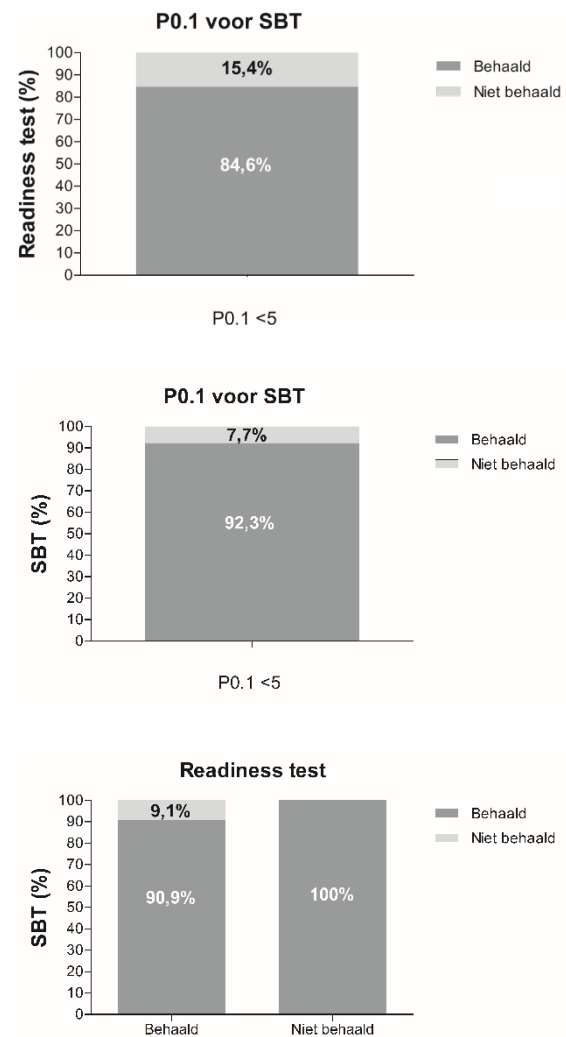 P0.1 voor SBT
Readiness test (%)
100
90
80
70
60
50
40
30
20
10
0
15,4%
84,6%
Behaald
Niet behaald
P0.1 <5
P0.1 voor SBT
SBT (%)
100
90
80
70
60
50
40
30
20
10
0
7,7%
92,3%
Behaald
Niet behaald
P0.1 <5
Readiness test
SBT (%)
100
90
80
70
60
50
40
30
20
10
0
9,1%
90,9%
100%
Behaald
Niet behaald
Behaald
Niet behaald